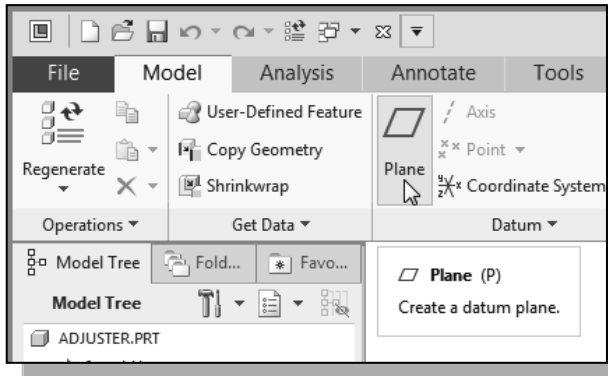 File Model Analysis Annotate Tools
Regenerate
User-Defined Feature
Copy Geometry
Shrinkwrap
Plane
Axis
Point
Coordinate System
Operations Get Data Datum
Model Tree Fold... Favo...
Model Tree
ADJUSTER.PRT
Plane (P)
Create a datum plane.